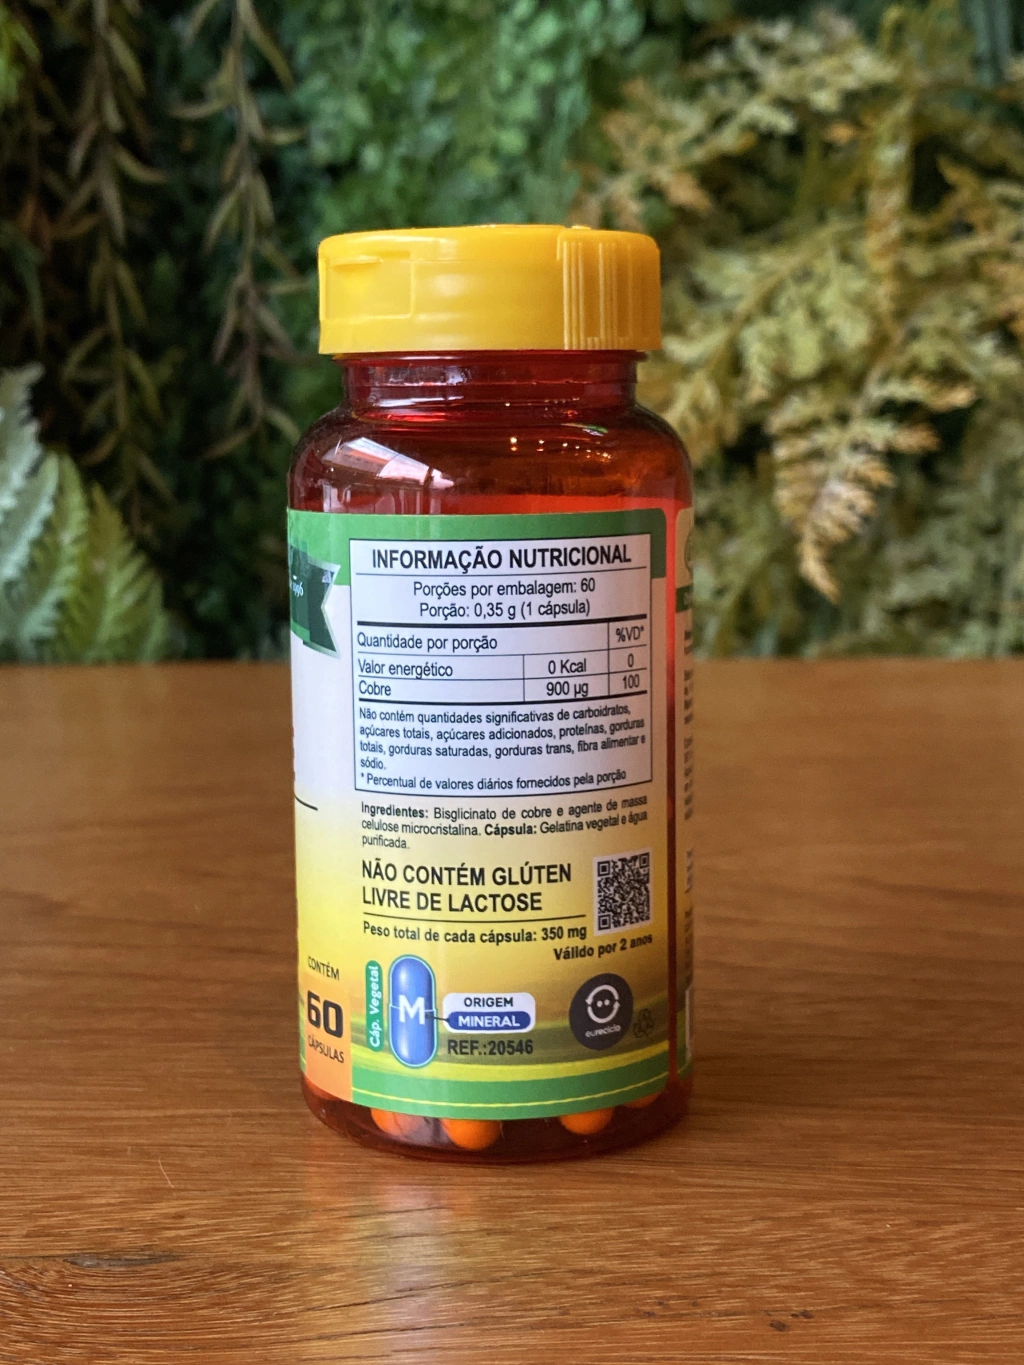 1996
INFORMAÇÃO NUTRICIONAL
Porções por embalagem: 60
Porção: 0,35 g (1 cápsula)
Quantidade por porção %VD*
Valor energético 0 Kcal 0
Cobre 900 µg 100
Não contém quantidades significativas de carboidratos,
açúcares totais, açúcares adicionados, proteínas, gorduras
totais, gorduras saturadas, gorduras trans, fibra alimentar e
sódio.
* Percentual de valores diários fornecidos pela porção
Ingredientes: Bisglicinato de cobre e agente de massa
celulose microcristalina. Cápsula: Gelatina vegetal e água
purificada.
NÃO CONTÉM GLÚTEN
LIVRE DE LACTOSE
Peso total de cada cápsula: 350 mg
Válido por 2 anos
CONTÉM
60
CÁPSULAS
Cáp. Vegetal
M
ORIGEM
MINERAL
REF.:20546
eureciclo